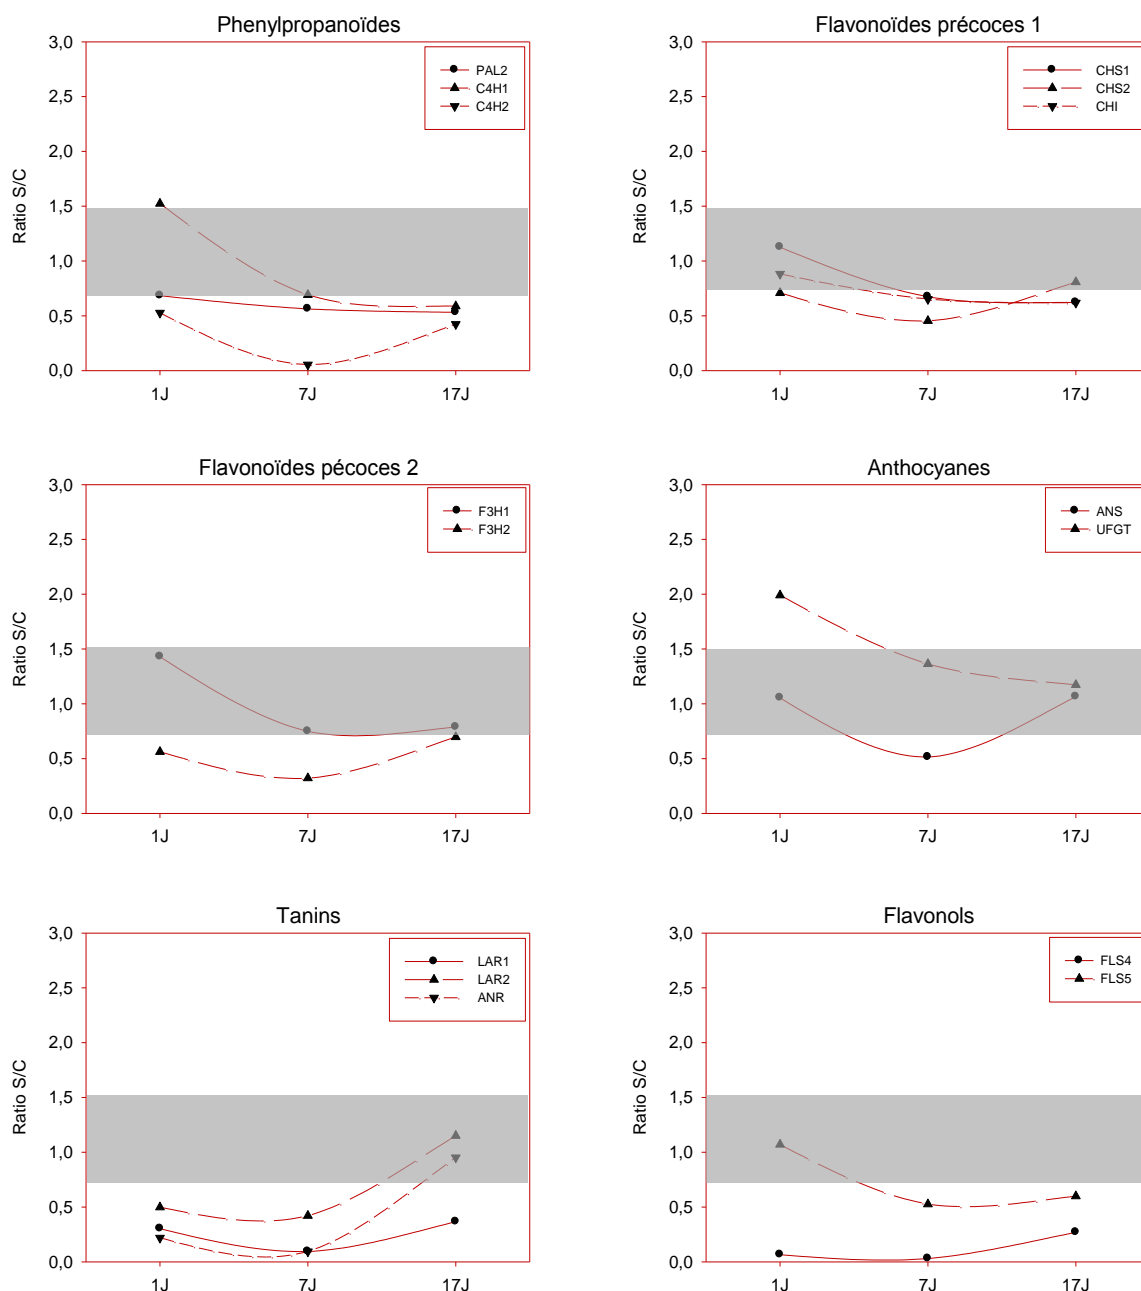 Phenylpropanoïdes
3,0
2,5
2,0
1,5
1,0
0,5
0,0
Ratio S/C
1J 7J 17J
PAL2
C4H1
C4H2
Flavonoïdes précoces 1
3,0
2,5
2,0
1,5
1,0
0,5
0,0
Ratio S/C
1J 7J 17J
CHS1
CHS2
CHI
Flavonoïdes pécoces 2
3,0
2,5
2,0
1,5
1,0
0,5
0,0
Ratio S/C
1J 7J 17J
F3H1
F3H2
Anthocyanes
3,0
2,5
2,0
1,5
1,0
0,5
0,0
Ratio S/C
1J 7J 17J
ANS
UFGT
Tanins
3,0
2,5
2,0
1,5
1,0
0,5
0,0
Ratio S/C
1J 7J 17J
LAR1
LAR2
ANR
Flavonols
3,0
2,5
2,0
1,5
1,0
0,5
0,0
Ratio S/C
1J 7J 17J
FLS4
FLS5